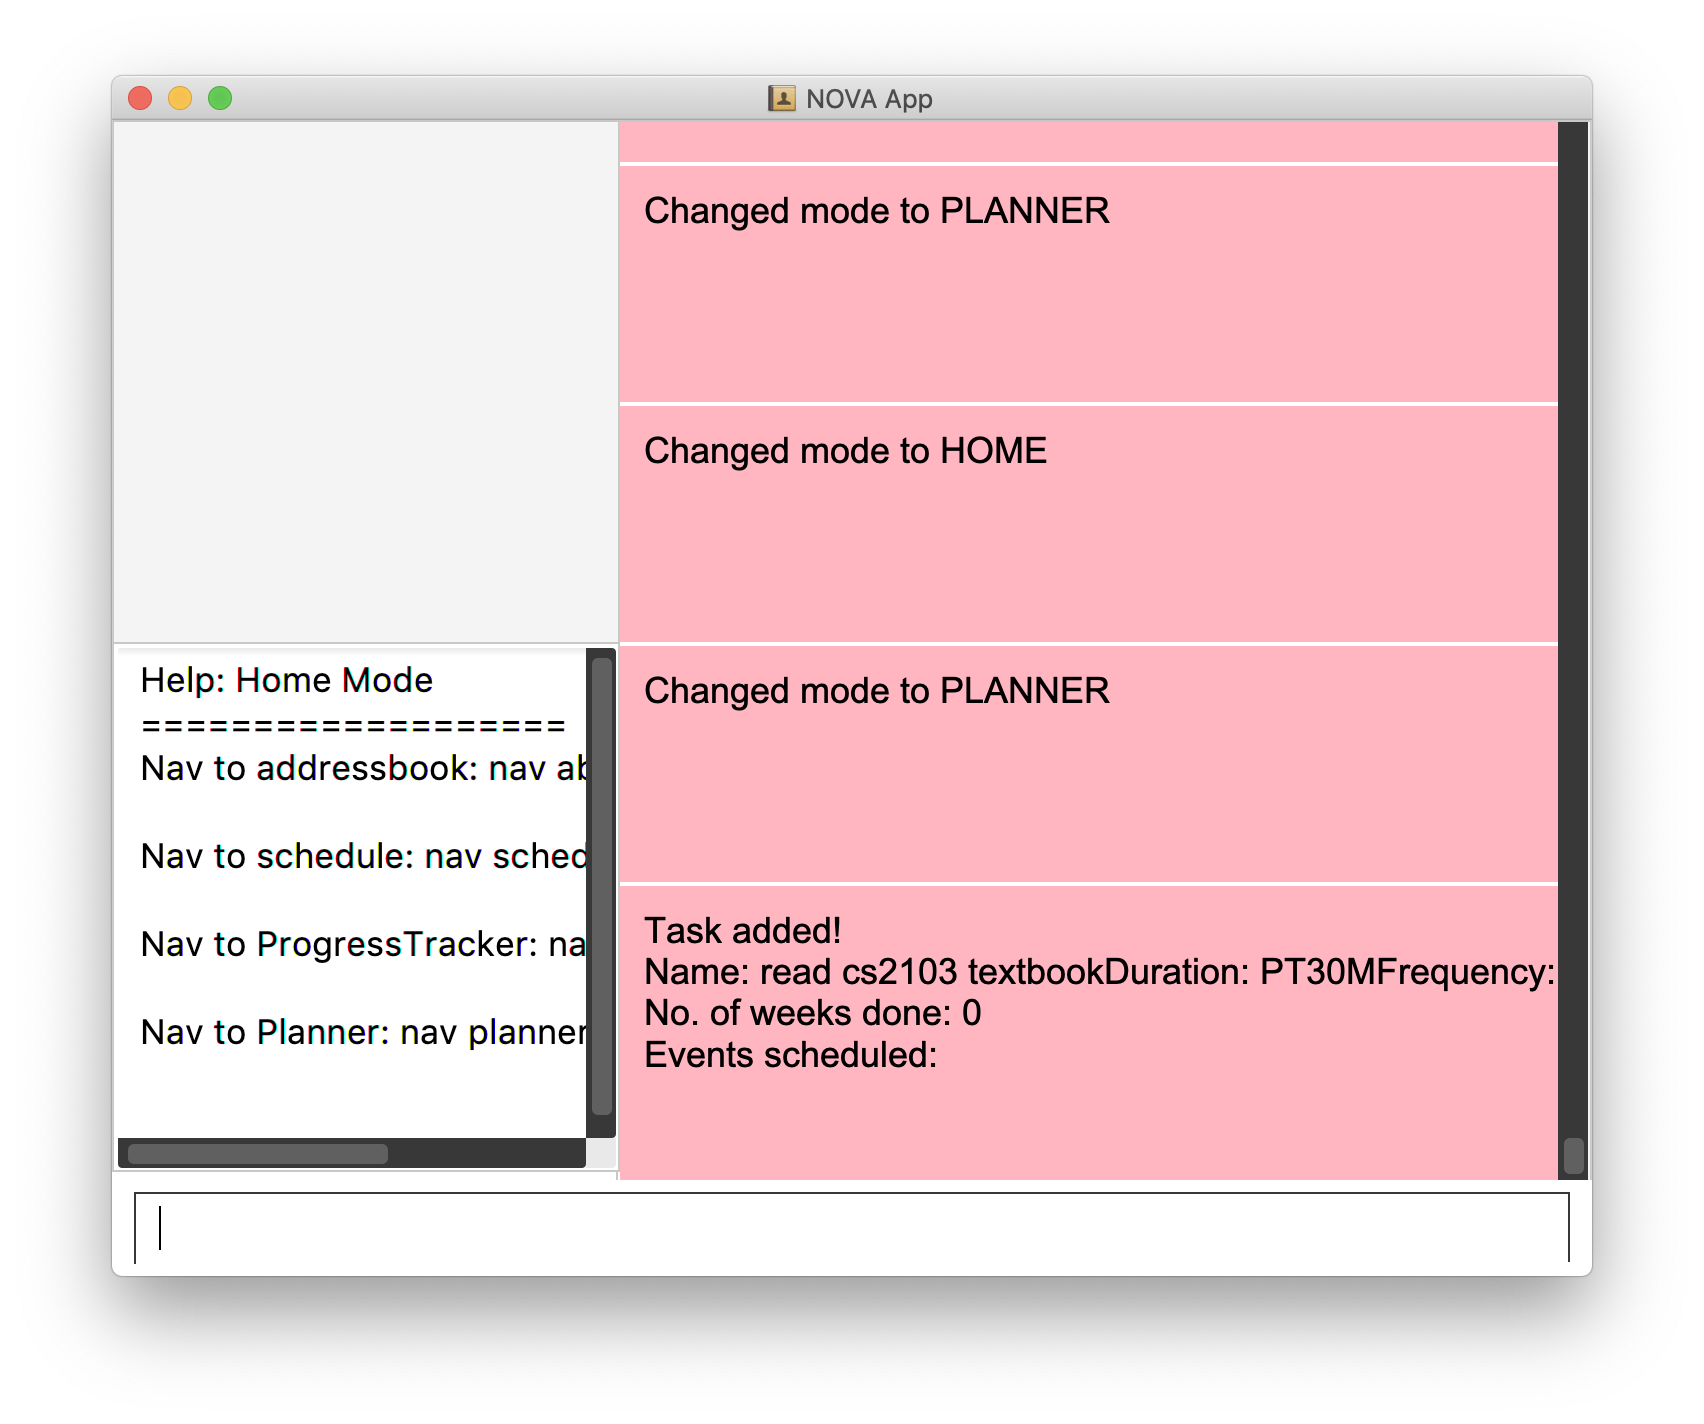 NOVA App
Changed mode to PLANNER
Changed mode to HOME
Changed mode to PLANNER
Task added!
Name: read cs2103 textbookDuration: PT30MFrequency:
No. of weeks done: 0
Events scheduled:
Help: Home Mode
===================
Nav to addressbook: nav ab
Nav to schedule: nav sched
Nav to ProgressTracker: na
Nav to Planner: nav planner